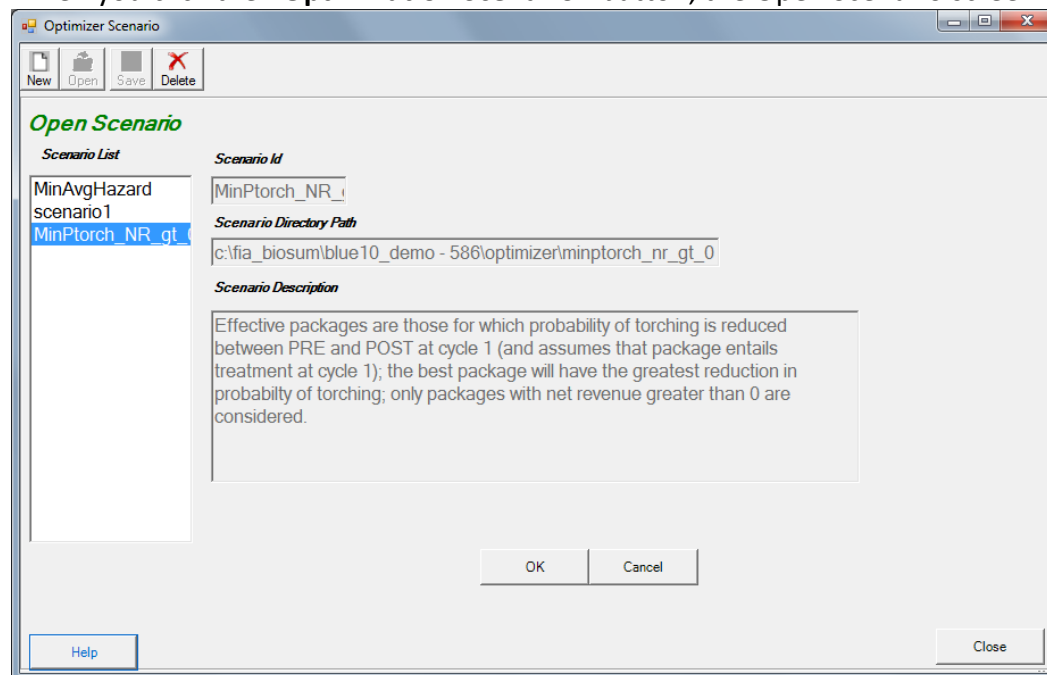 Optimizer Scenario
New Open Save Delete
Open Scenario
Scenario List
MinAvgHazard
scenario1
MinPtorch_NR_gt_
Scenario Id
MinPtorch_NR_
Scenario Directory Path
c:\fia_biosum\blue10_demo - 586\optimizer\minptorch_nr_gt_0
Scenario Description
Effective packages are those for which probability of torching is reduced
between PRE and POST at cycle 1 (and assumes that package entails
treatment at cycle 1); the best package will have the greatest reduction in
probabilty of torching; only packages with net revenue greater than 0 are
considered.
OK Cancel
Help Close